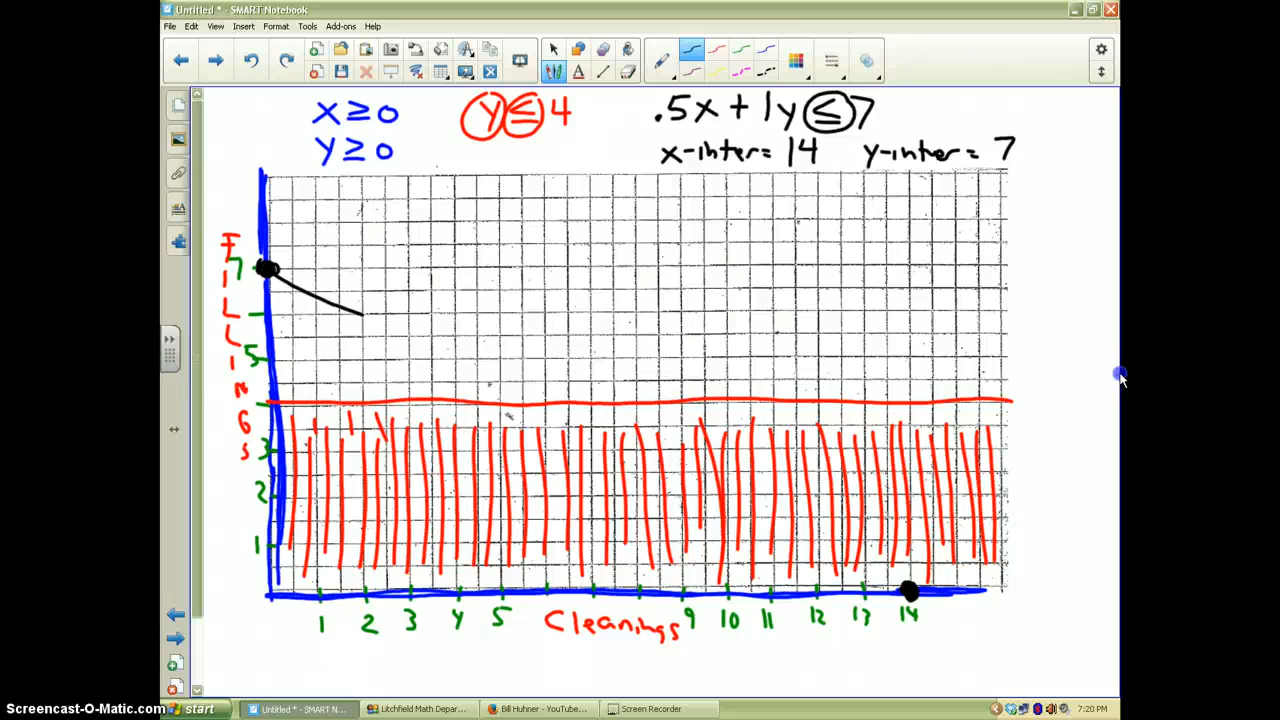 Untitled * - SMART Notebook
File Edit View Insert Format Tools Add-ons Help
x ≥ 0 y ≤ 4 .5x + 1y ≤ 7
y ≥ 0 x-inter = 14 y-inter = 7
FILLINGS
7
5
3
2
1
1 2 3 4 5 Cleanings 9 10 11 12 13 14
Screencast-O-Matic.com start Untitled * - SMART N... Litchfield Math Depar... Bill Huhner - YouTube... Screen Recorder 7:20 PM